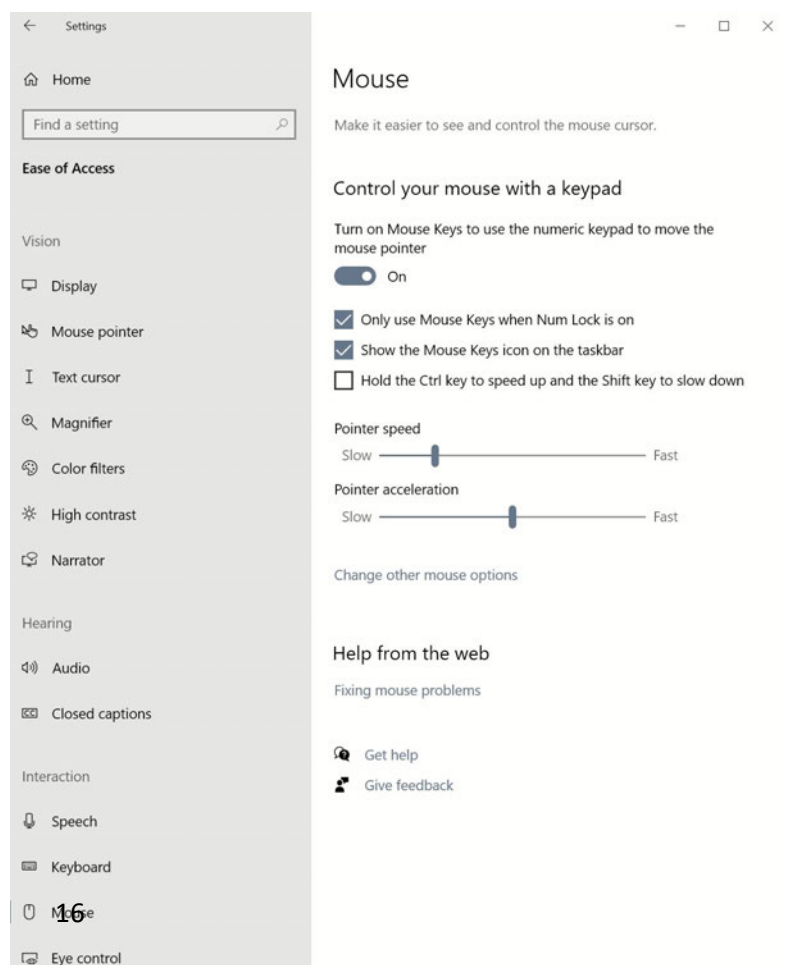 Settings
Home
Find a setting
Ease of Access
Vision
Display
Mouse pointer
Text cursor
Magnifier
Color filters
High contrast
Narrator
Hearing
Audio
CC
Closed captions
Interaction
Speech
Keyboard
Mouse
16
Eye control
Mouse
Make it easier to see and control the mouse cursor.
Control your mouse with a keypad
Turn on Mouse Keys to use the numeric keypad to move the
mouse pointer
On
Only use Mouse Keys when Num Lock is on
Show the Mouse Keys icon on the taskbar
Hold the Ctrl key to speed up and the Shift key to slow down
Pointer speed
Slow Fast
Pointer acceleration
Slow Fast
Change other mouse options
Help from the web
Fixing mouse problems
Get help
Give feedback